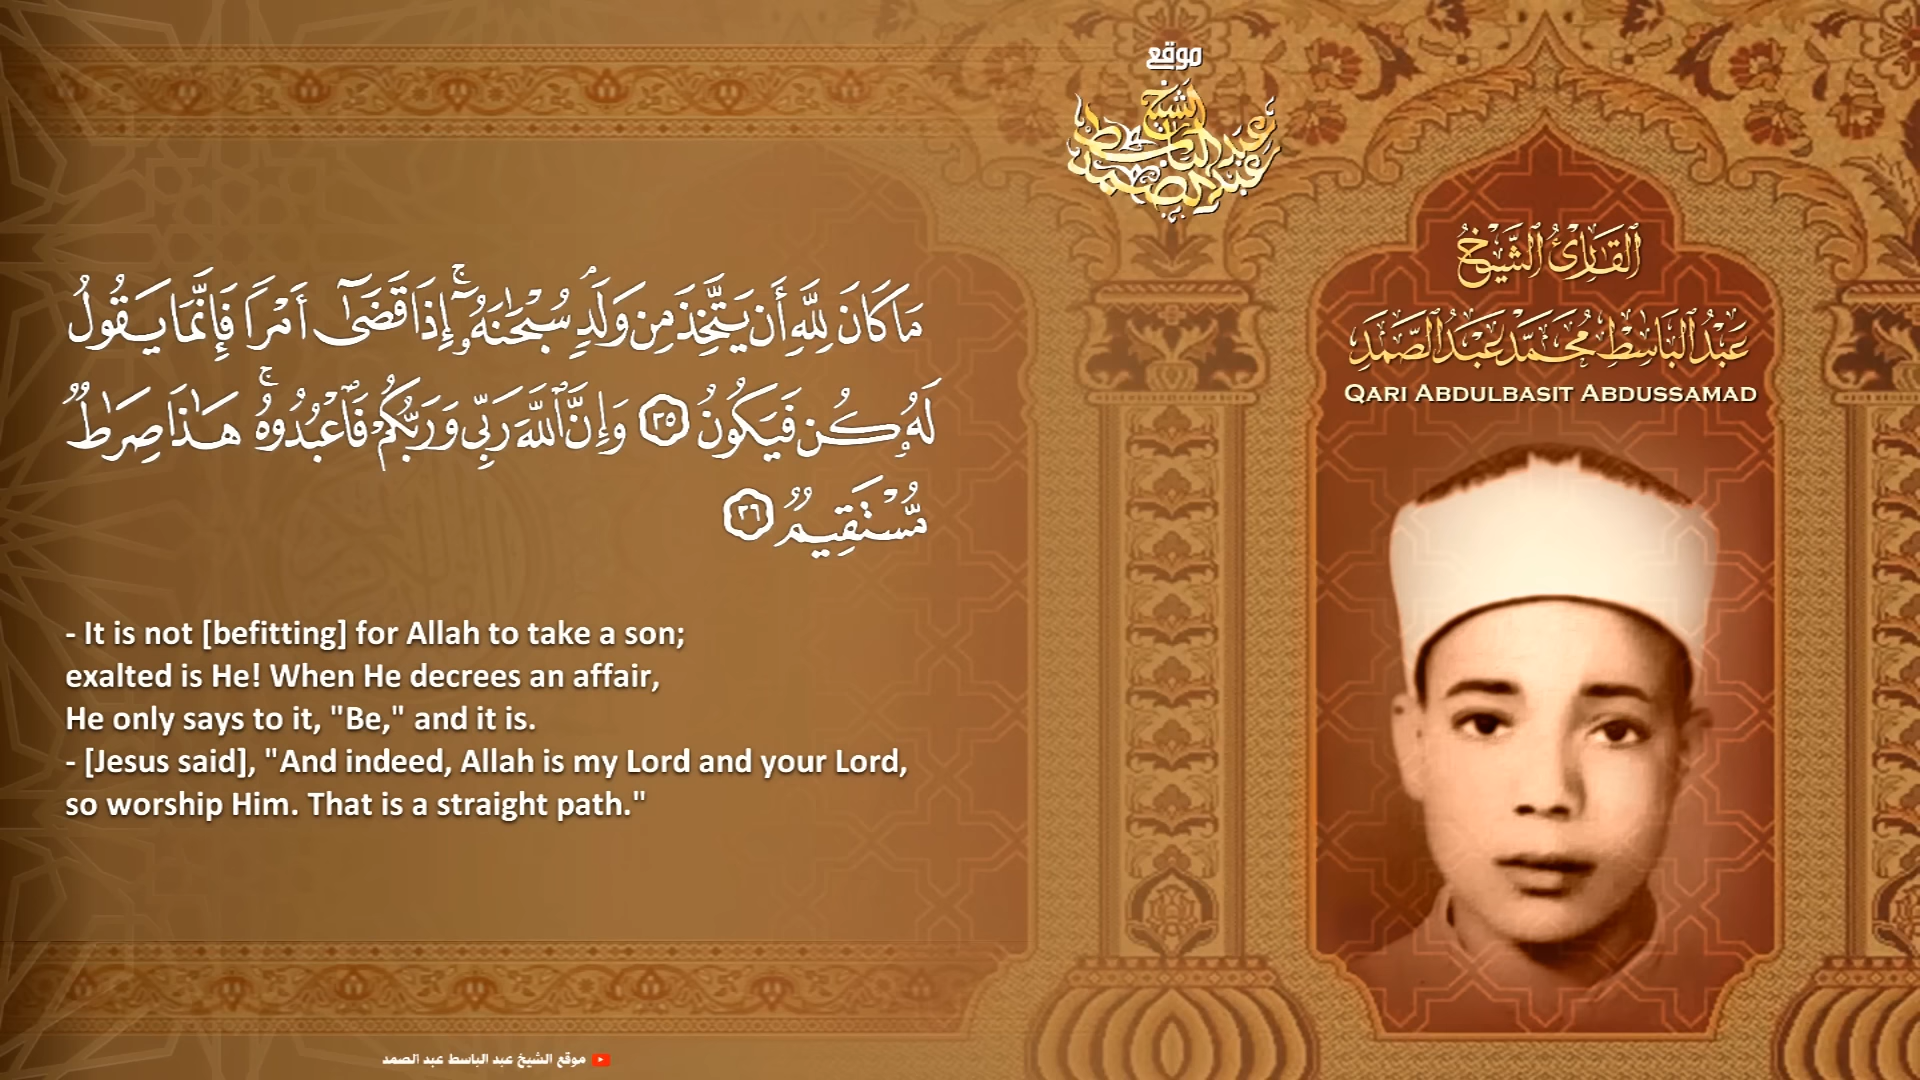 موقع
الشيخ
عبد الباسط
عبد الصمد
القارئ الشيخ
عبد الباسط محمد عبد الصمد
Qari Abdulbasit Abdussamad
مَا كَانَ لِلَّهِ أَن يَتَّخِذَ مِن وَلَدٍ سُبْحَٰنَهُۥٓ ۚ إِذَا قَضَىٰٓ أَمْرًا فَإِنَّمَا يَقُولُ
لَهُۥ كُن فَيَكُونُ ٣٥ وَإِنَّ ٱللَّهَ رَبِّى وَرَبُّكُمْ فَٱعْبُدُوهُ ۚ هَٰذَا صِرَٰطٌ
مُّسْتَقِيمٌ ٣٦
- It is not [befitting] for Allah to take a son;
exalted is He! When He decrees an affair,
He only says to it, "Be," and it is.
- [Jesus said], "And indeed, Allah is my Lord and your Lord,
so worship Him. That is a straight path."
موقع الشيخ عبد الباسط عبد الصمد